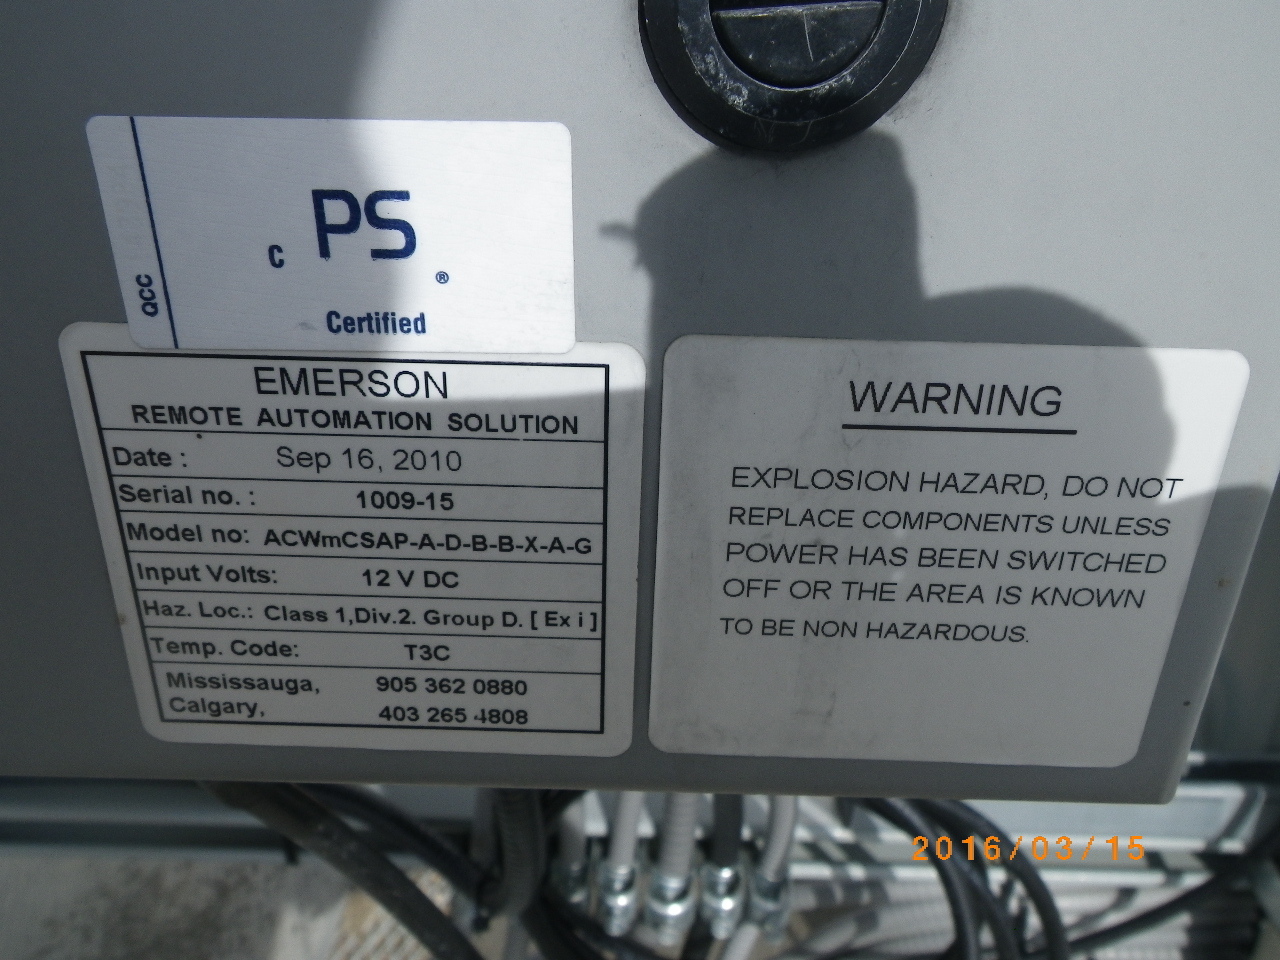 QCC
c PS ®
Certified
EMERSON
REMOTE AUTOMATION SOLUTION
Date : Sep 16, 2010
Serial no. : 1009-15
Model no: ACWmCSAP-A-D-B-B-X-A-G
Input Volts: 12 V DC
Haz. Loc.: Class 1,Div.2. Group D. [ Ex i ]
Temp. Code: T3C
Mississauga, 905 362 0880
Calgary, 403 265 4808
WARNING
EXPLOSION HAZARD, DO NOT
REPLACE COMPONENTS UNLESS
POWER HAS BEEN SWITCHED
OFF OR THE AREA IS KNOWN
TO BE NON HAZARDOUS.
2016/03/15